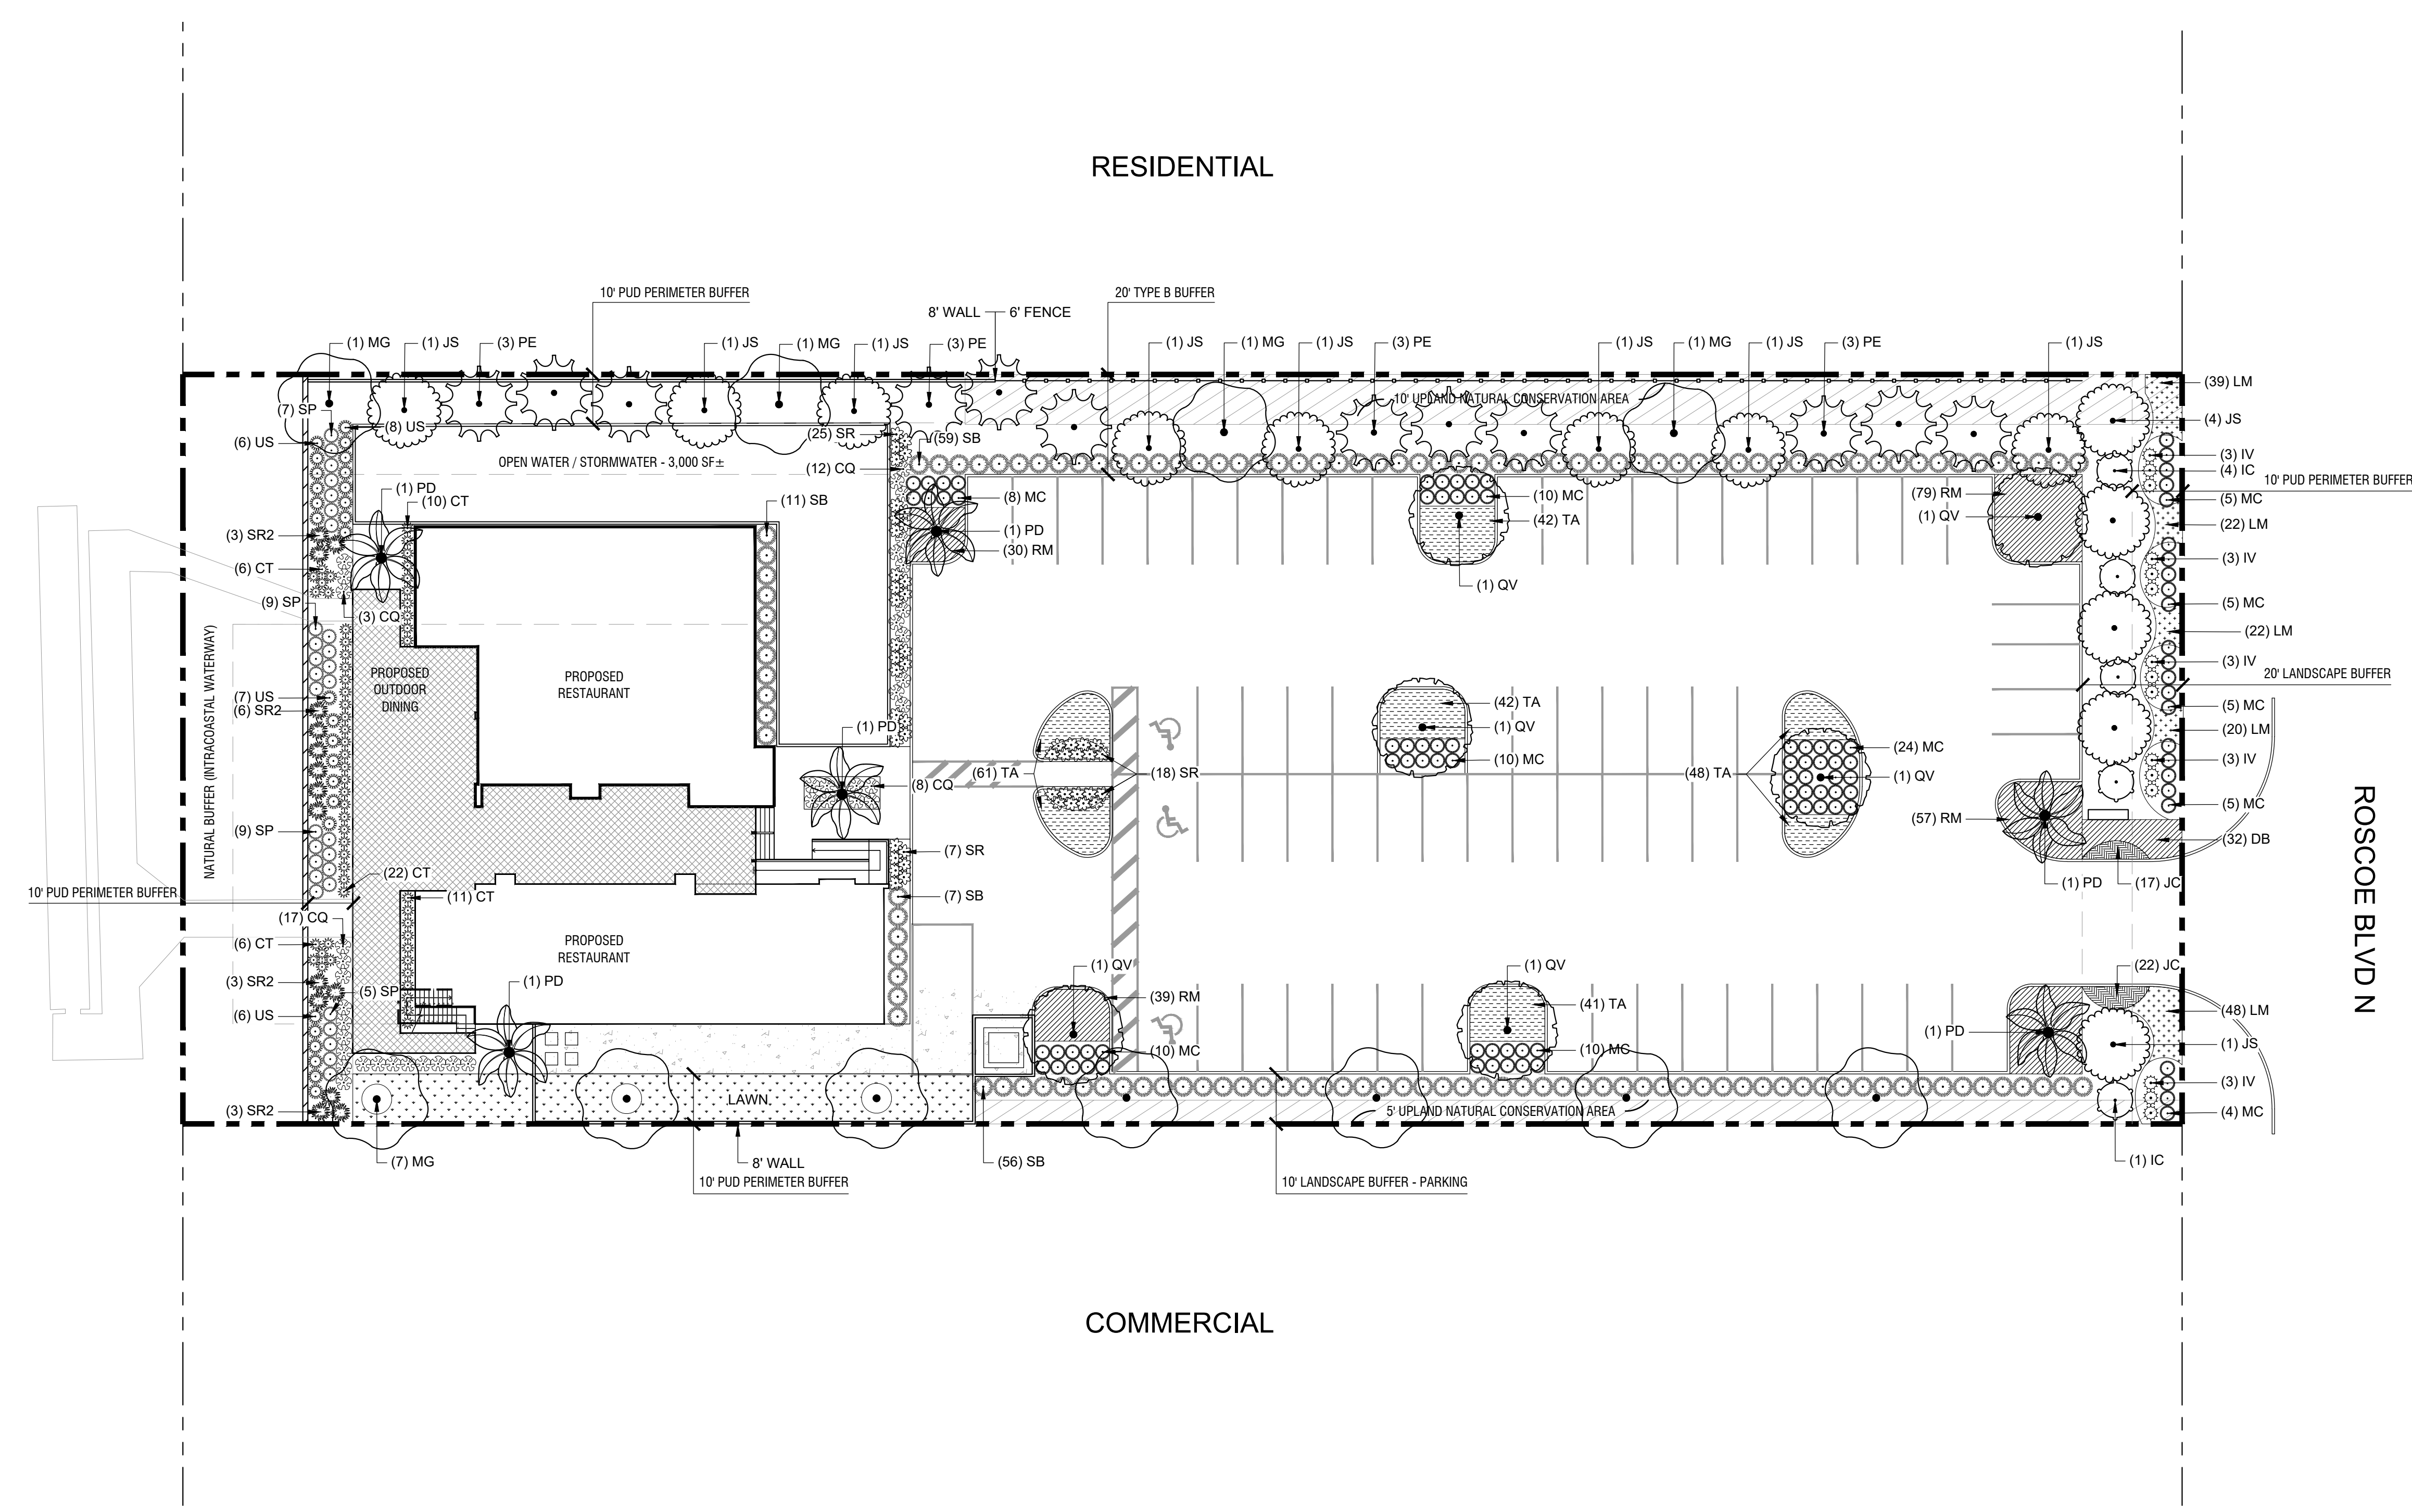 RESIDENTIAL
10' PUD PERIMETER BUFFER
20' TYPE B BUFFER
8' WALL
6' FENCE
(1) MG
(1) JS
(3) PE
(1) JS
(1) MG
(1) JS
(3) PE
(1) JS
(1) MG
(1) JS
(3) PE
(1) JS
(1) MG
(1) JS
(3) PE
(1) JS
(39) LM
10' UPLAND NATURAL CONSERVATION AREA
(7) SP
(4) JS
(8) US
(25) SR
(59) SB
(6) US
(3) IV
OPEN WATER / STORMWATER - 3,000 SF±
(12) CQ
(4) IC
10' PUD PERIMETER BUFFER
(1) PD
(10) CT
(11) SB
(8) MC
(10) MC
(79) RM
(5) MC
(1) QV
(42) TA
(22) LM
(3) SR2
(1) PD
(30) RM
(3) IV
(6) CT
(1) QV
(9) SP
(3) CQ
(5) MC
(22) LM
NATURAL BUFFER (INTRACOASTAL WATERWAY)
PROPOSED
OUTDOOR
DINING
PROPOSED
RESTAURANT
(3) IV
20' LANDSCAPE BUFFER
(7) US
(6) SR2
(42) TA
(5) MC
(1) PD
(1) QV
(20) LM
(24) MC
(10) MC
(3) IV
(61) TA
(18) SR
(48) TA
(1) QV
(8) CQ
(5) MC
(57) RM
(9) SP
(32) DB
(7) SR
ROSCOE BLVD N
(22) CT
(1) PD
(17) JC
10' PUD PERIMETER BUFFER
(11) CT
(7) SB
(17) CQ
(6) CT
PROPOSED
RESTAURANT
(1) QV
(1) QV
(22) JC
(3) SR2
(5) SP
(1) PD
(39) RM
(41) TA
(48) LM
(6) US
(1) PD
(1) JS
(10) MC
(10) MC
(3) IV
LAWN
5' UPLAND NATURAL CONSERVATION AREA
(3) SR2
(4) MC
(7) MG
8' WALL
(56) SB
(1) IC
10' PUD PERIMETER BUFFER
10' LANDSCAPE BUFFER - PARKING
COMMERCIAL